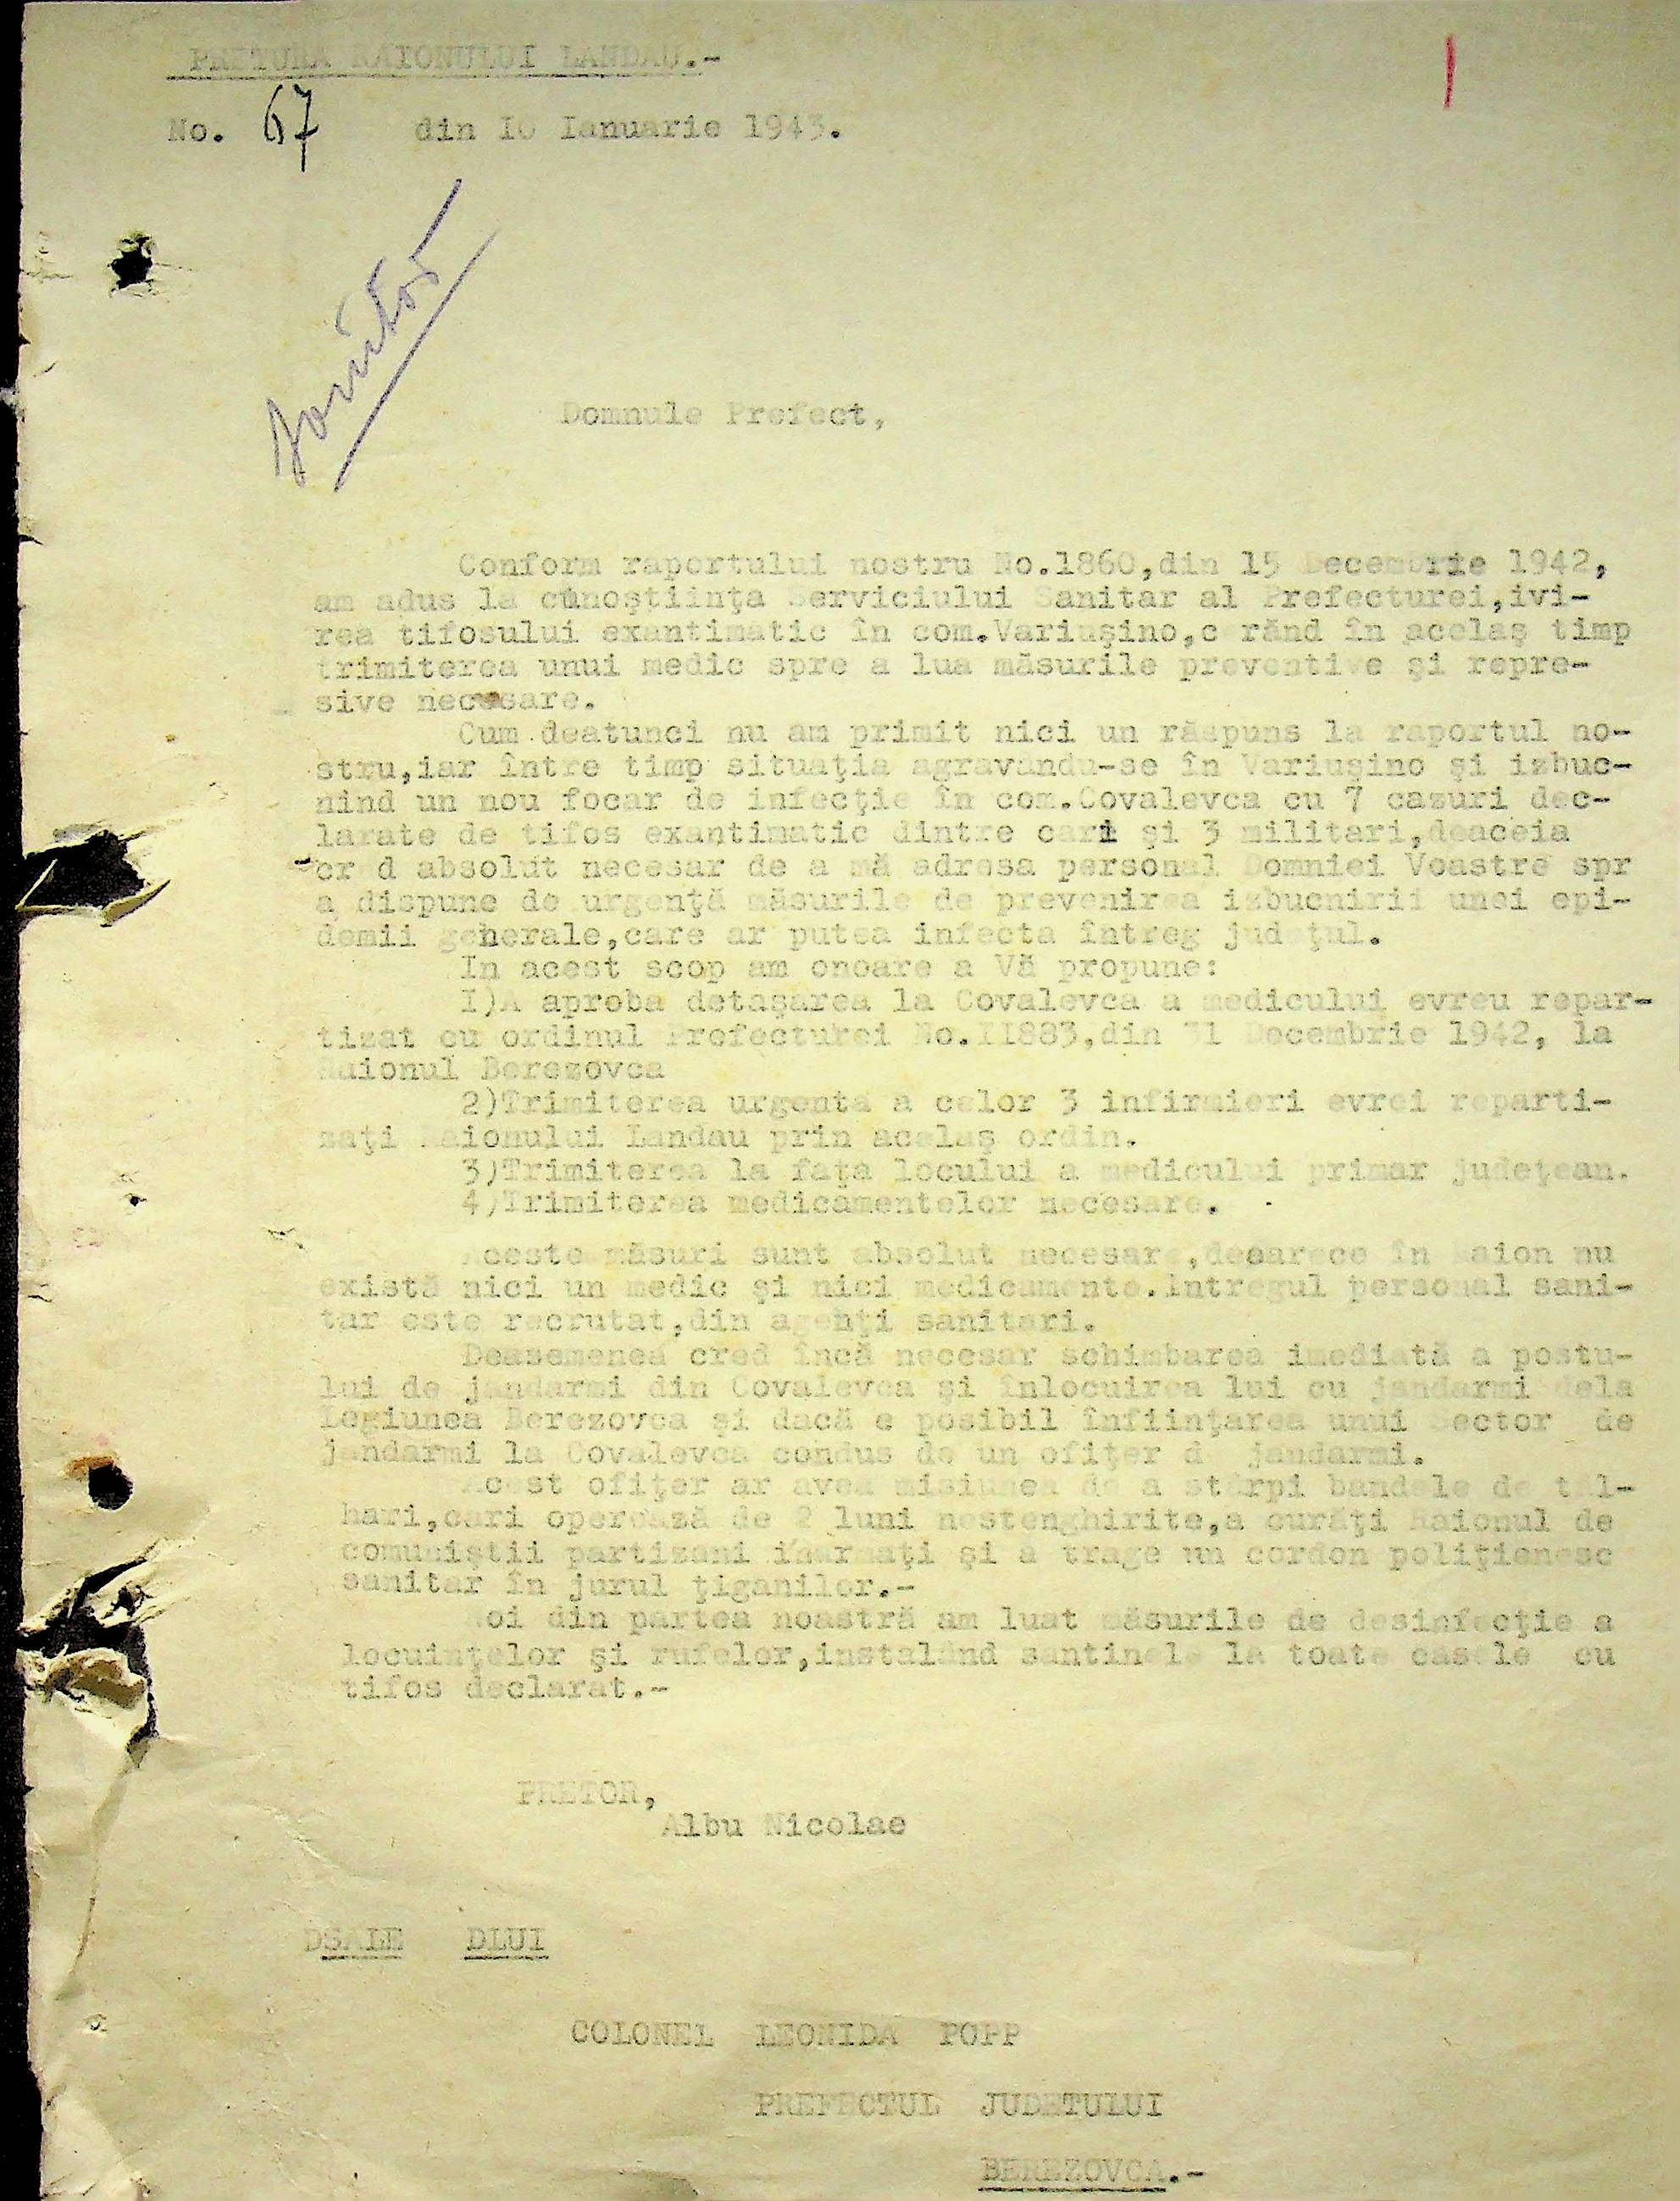 PRETURA RAIONULUI LANDAU.-
No. 67 din I0 Ianuarie 1943.
Domnule Prefect,
Conform raportului nostru No.1860,din 15 Decembrie 1942,
am adus la cunoştiinţa Serviciului Sanitar al Prefecturei,ivi-
rea tifosului exantimatic în com.Variuşino,c rănd în acelaş timp
trimiterea unui medic spre a lua măsurile preventive şi repre-
sive necesare.
Cum deatunci nu am primit nici un răspuns la raportul no-
stru,iar între timp situaţia agravându-se în Variuşino şi izbuc-
nind un nou focar de infecţie în com.Covalevca cu 7 cazuri dec-
larate de tifos exantimatic dintre cari şi 3 militari,deaceia
cr d absolut necesar de a mă adresa personal Domniei Voastre spr
a dispune de urgenţă măsurile de prevenirea izbucnirii unei epi-
demii generale,care ar putea infecta întreg judeţul.
In acest scop am onoare a Vă propune:
I)A aproba detaşarea la Covalevca a medicului evreu repar-
tizat cu ordinul Prefecturei No.II883,din 31 Decembrie 1942, la
Raionul Berezovca
2)Trimiterea urgentă a celor 3 infirmieri evrei reparti-
zaţi Raionului Landau prin acelaş ordin.
3)Trimiterea la faţa locului a medicului primar judeţean.
4)Trimiterea medicamentelor necesare.
Aceste măsuri sunt absolut necesare,deoarece în Raion nu
există nici un medic şi nici medicamente.Intregul personal sani-
tar este recrutat,din agenţi sanitari.
Deasemenea cred încă necesar schimbarea imediată a postu-
lui de jandarmi din Covalevca şi înlocuirea lui cu jandarmi dela
Legiunea Berezovca şi dacă e posibil înfiinţarea unui Sector de
jandarmi la Covalevca condus de un ofiţer d jandarmi.
Acest ofiţer ar avea misiunea de a stârpi bandele de tâl-
hari,cari operează de 2 luni nestenghirite,a curăţi Raionul de
comuniştii partizani înarmaţi şi a trage un cordon poliţienesc
sanitar în jurul ţiganilor.-
Noi din partea noastră am luat măsurile de desinfecţie a
locuinţelor şi rufelor,instalând santinele la toate casele cu
tifos declarat.-
PRETOR,
Albu Nicolae
DSALE DLUI
COLONEL LEONIDA POPP
PREFECTUL JUDETULUI
BEREZOVCA.-